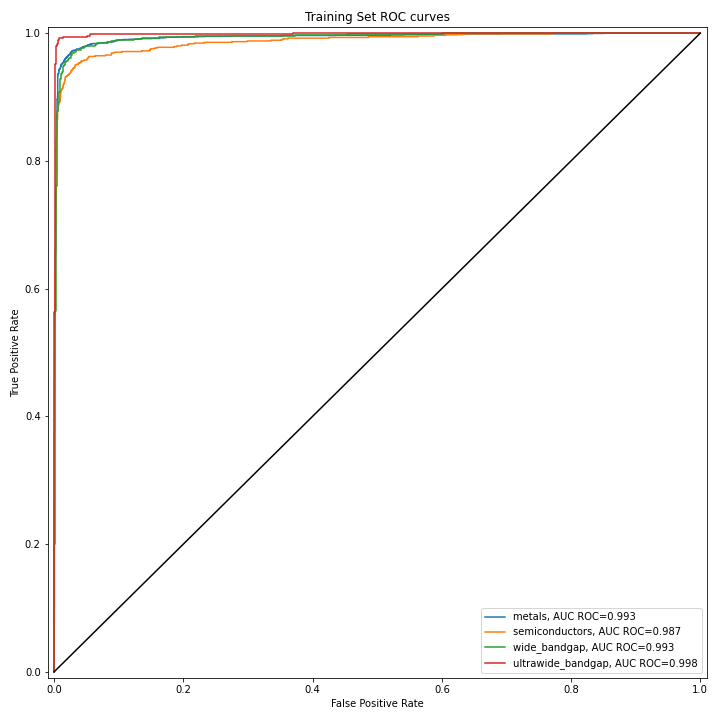 Training Set ROC curves
True Positive Rate
1.0
0.8
0.6
0.4
0.2
0.0
0.0 0.2 0.4 0.6 0.8 1.0
False Positive Rate
metals, AUC ROC=0.993
semiconductors, AUC ROC=0.987
wide_bandgap, AUC ROC=0.993
ultrawide_bandgap, AUC ROC=0.998